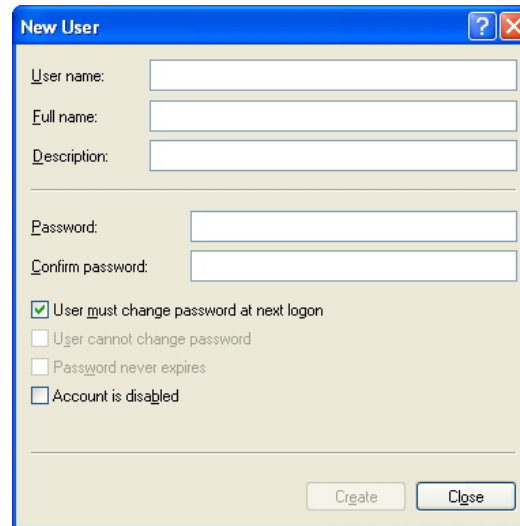 New User ?
User name:
Full name:
Description:
Password:
Confirm password:
User must change password at next logon
User cannot change password
Password never expires
Account is disabled
Create Close